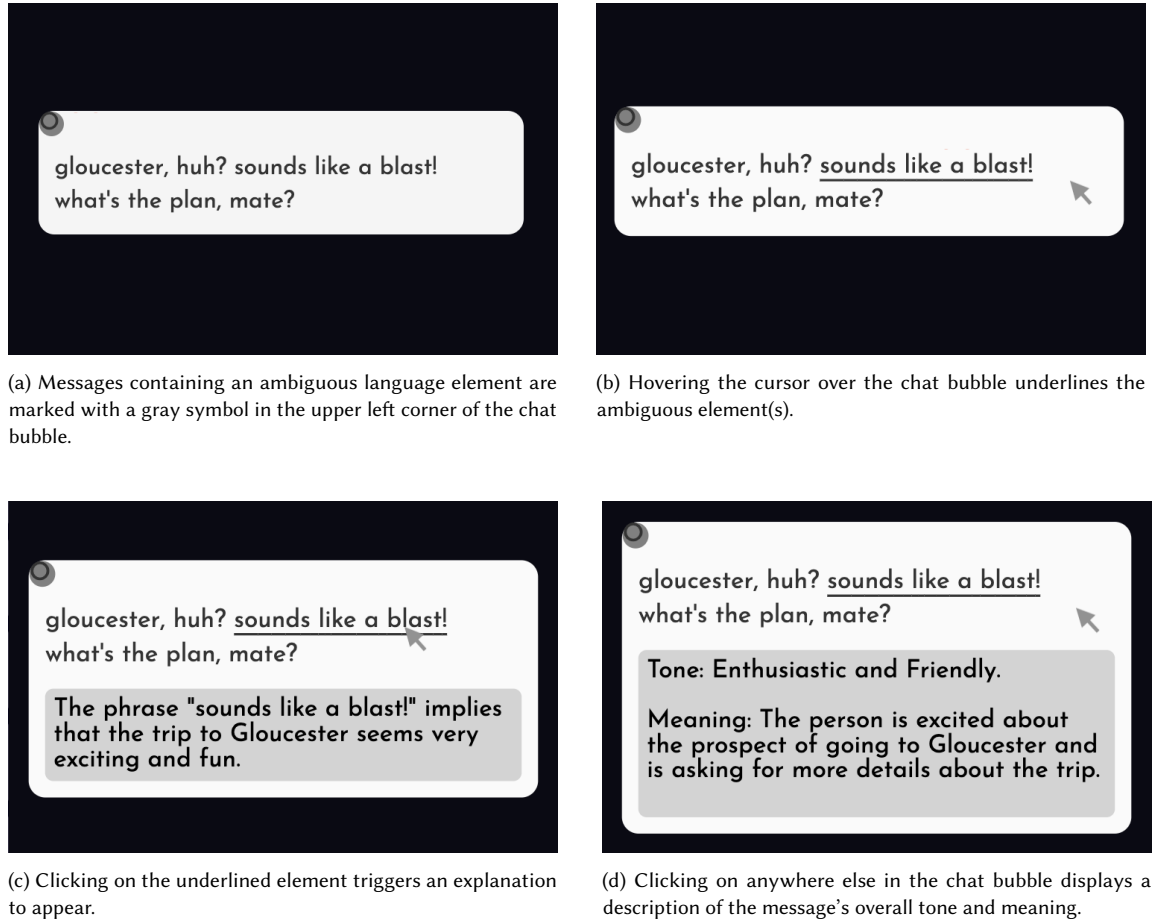 gloucester, huh? sounds like a blast!
what's the plan, mate?
(a) Messages containing an ambiguous language element are
marked with a gray symbol in the upper left corner of the chat
bubble.
gloucester, huh? sounds like a blast!
what's the plan, mate?
(b) Hovering the cursor over the chat bubble underlines the
ambiguous element(s).
gloucester, huh? sounds like a blast!
what's the plan, mate?
The phrase "sounds like a blast!" implies
that the trip to Gloucester seems very
exciting and fun.
(c) Clicking on the underlined element triggers an explanation
to appear.
gloucester, huh? sounds like a blast!
what's the plan, mate?
Tone: Enthusiastic and Friendly.
Meaning: The person is excited about
the prospect of going to Gloucester and
is asking for more details about the trip.
(d) Clicking on anywhere else in the chat bubble displays a
description of the message's overall tone and meaning.